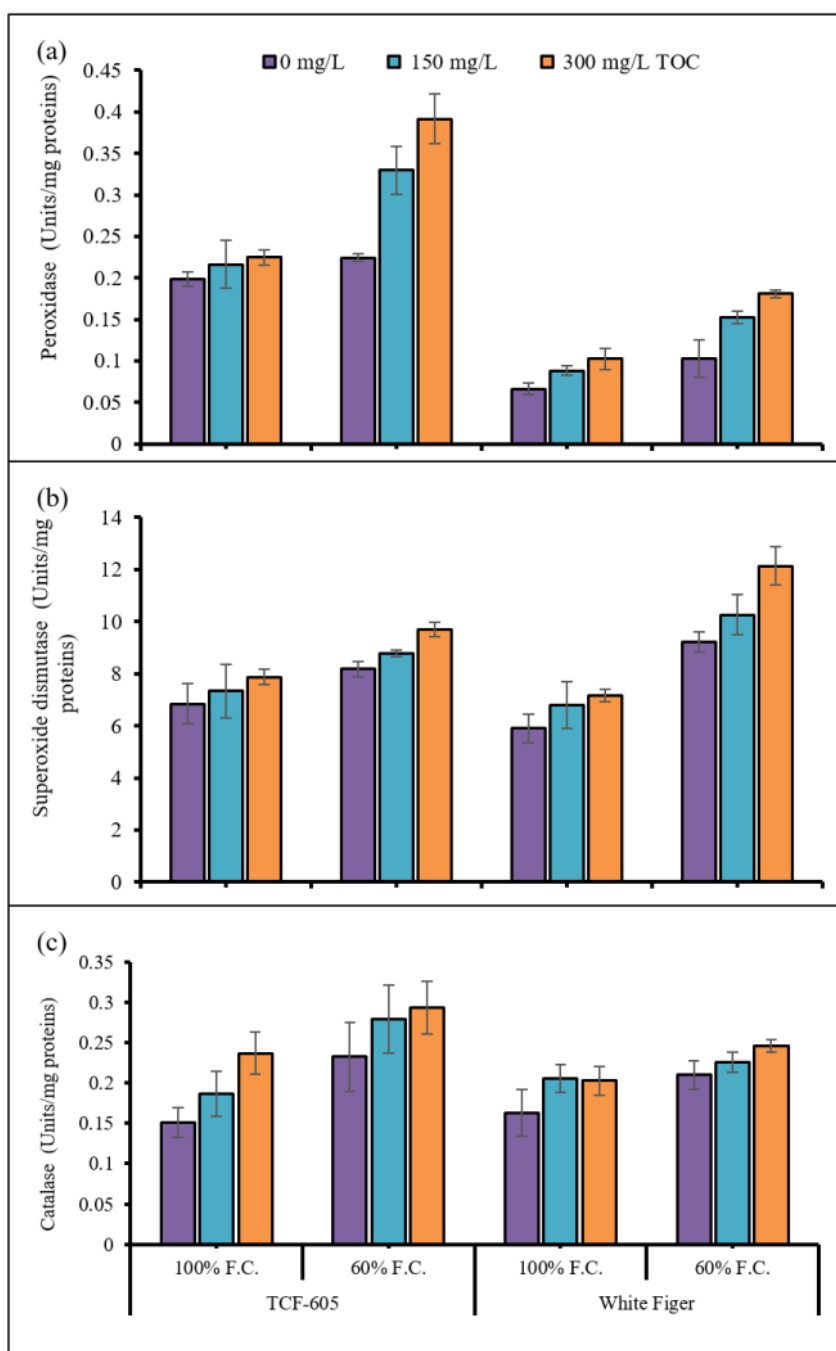 (a)
0 mg/L 150 mg/L 300 mg/L TOC
Peroxidase (Units/mg proteins)
0.45
0.4
0.35
0.3
0.25
0.2
0.15
0.1
0.05
0
(b)
Superoxide dismutase (Units/mg
proteins)
14
12
10
8
6
4
2
0
(c)
Catalase (Units/mg proteins)
0.35
0.3
0.25
0.2
0.15
0.1
0.05
0
100% F.C. 60% F.C. 100% F.C. 60% F.C.
TCF-605 White Figer